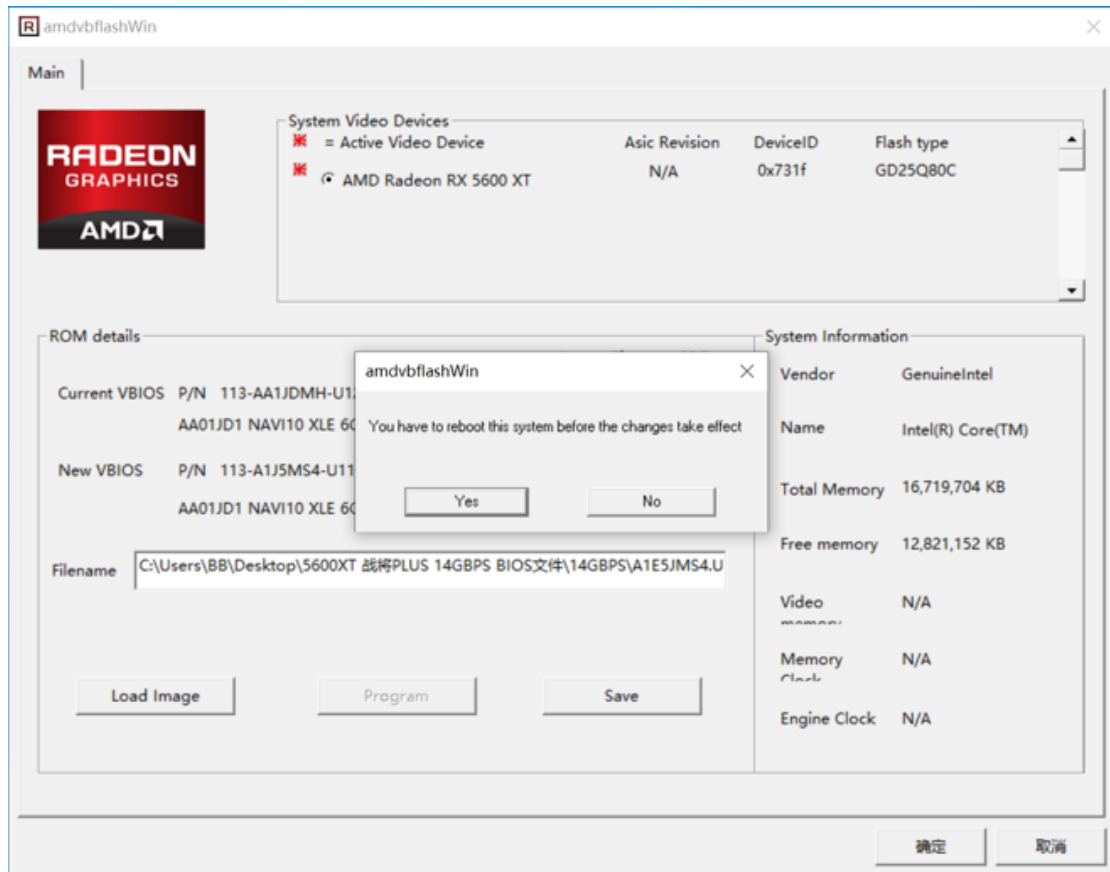 amdvbflashWin
Main
RADEON
GRAPHICS
AMD
System Video Devices
= Active Video Device Asic Revision DeviceID Flash type
AMD Radeon RX 5600 XT N/A 0x731f GD25Q80C
ROM details
Current VBIOS P/N 113-AA1JDMH-U1
AA01JD1 NAVI10 XLE 6
New VBIOS P/N 113-A1J5MS4-U11
AA01JD1 NAVI10 XLE 6
Filename C:\Users\BB\Desktop\5600XT 战将PLUS 14GBPS BIOS文件\14GBPS\A1E5JMS4.U
Load Image Program Save
amdvbflashWin
You have to reboot this system before the changes take effect
Yes No
System Information
Vendor GenuineIntel
Name Intel(R) Core(TM)
Total Memory 16,719,704 KB
Free memory 12,821,152 KB
Video memory N/A
Memory Clock N/A
Engine Clock N/A
确定 取消